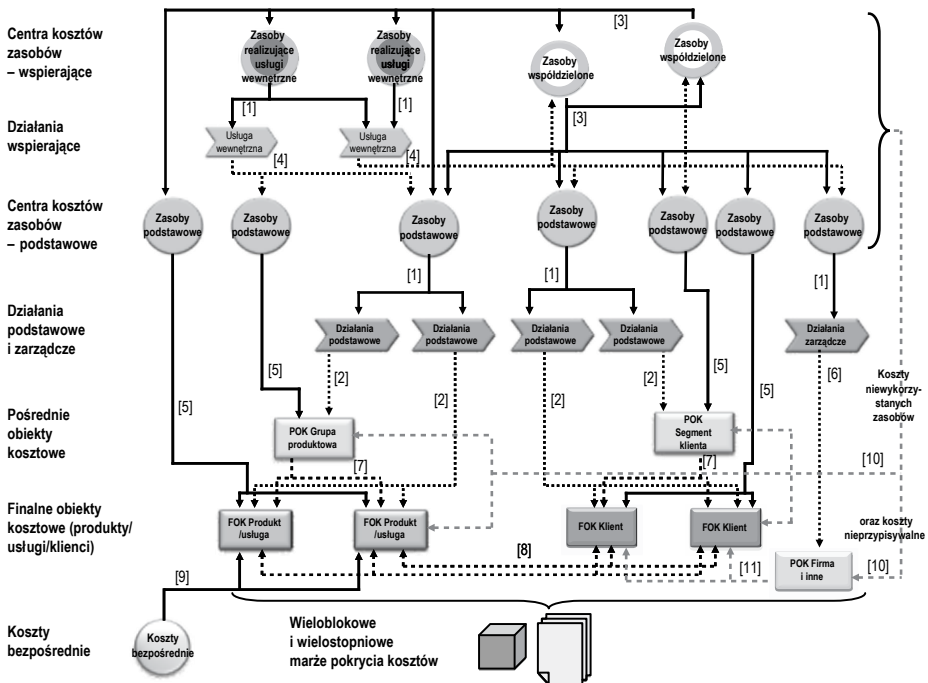 Centra kosztów
zasobów
– wspierające
Zasoby
realizujące
usługi
wewnętrzne
Zasoby
realizujące
usługi
wewnętrzne
Zasoby
współdzielone
Zasoby
współdzielone
[3]
[1]
[1]
[3]
Działania
wspierające
Usługa
wewnętrzna
Usługa
wewnętrzna
[4]
[4]
Centra kosztów
zasobów
– podstawowe
Zasoby
podstawowe
Zasoby
podstawowe
Zasoby
podstawowe
Zasoby
podstawowe
Zasoby
podstawowe
Zasoby
podstawowe
Zasoby
podstawowe
[1]
[1]
[1]
Działania
podstawowe
i zarządcze
Działania
podstawowe
Działania
podstawowe
Działania
podstawowe
Działania
podstawowe
Działania
zarządcze
[5]
[5]
[2]
[2]
[2]
[2]
[5]
[5]
[6]
Koszty
niewykorzy-
stanych
zasobów
Pośrednie
obiekty
kosztowe
POK Grupa
produktowa
POK
Segment
klienta
[7]
[7]
[10]
Finalne obiekty
kosztowe (produkty/
usługi/klienci)
FOK Produkt
/usługa
FOK Produkt
/usługa
FOK Klient
FOK Klient
oraz koszty
nieprzypisywalne
[8]
[11]
POK Firma
i inne
[10]
[9]
Koszty
bezpośrednie
Koszty
bezpośrednie
Wieloblokowe
i wielostopniowe
marże pokrycia kosztów